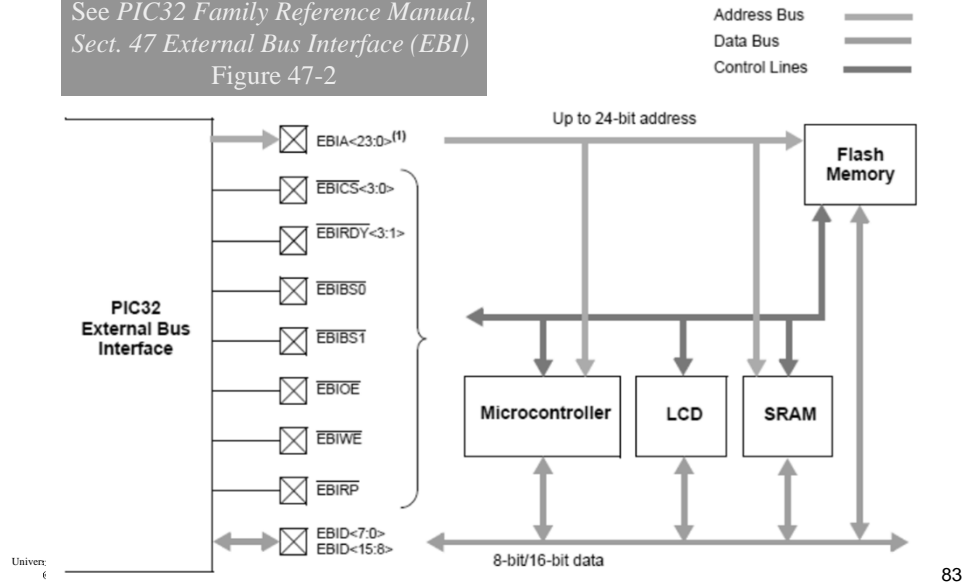 See PIC32 Family Reference Manual,
Sect. 47 External Bus Interface (EBI)
Figure 47-2
Address Bus
Data Bus
Control Lines
Up to 24-bit address
EBIA<23:0>(1)
EBICS<3:0>
EBIRDY<3:1>
EBIBS0
EBIBS1
EBIOE
EBIWE
EBIRP
EBID<7:0>
EBID<15:8>
PIC32
External Bus
Interface
Flash
Memory
Microcontroller
LCD
SRAM
8-bit/16-bit data
83